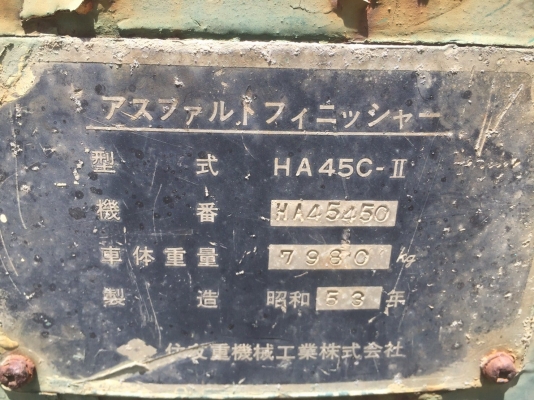 アスファルトフィニッシャー
型式 HA45C-II
機番 HA45450
車体重量 7980 kg
製造 昭和 53 年
住友重機械工業株式会社